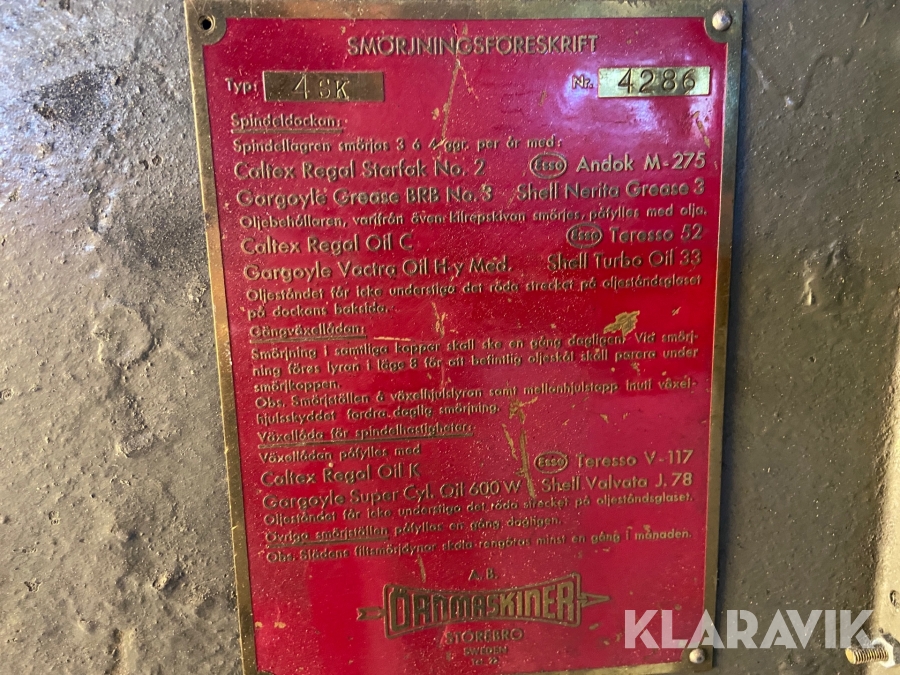 SMÖRJNINGSFÖRESKRIFT
Typ: 4SK Nr. 4286
Spindeldockan:
Spindellagren smörjas 3 á 4 ggr. per år med:
Caltex Regal Starfak No. 2 Esso Andok M-275
Gargoyle Grease BRB No. 3 Shell Nerita Grease 3
Oljebehållaren, varifrån även kilrepskivan smörjes, påfylles med olja.
Caltex Regal Oil C Esso Teresso 52
Gargoyle Vactra Oil H-y Med. Shell Turbo Oil 33
Oljeståndet får icke understiga det röda strecket på oljeståndsglaset
på dockans baksida.
Gängväxellådan:
Smörjning i samtliga koppar skall ske en gång dagligen. Vid smörj-
ning föres lyran i läge 8 för att befintlig oljeskål skall parera under
smörjkoppen.
Obs. Smörjställen å växelhjulslyran samt mellanhjulstapp inuti växel-
hjulsskyddet fordra daglig smörjning.
Växellåda för spindelhastigheter:
Växellådan påfylles med
Caltex Regal Oil K Esso Teresso V-117
Gargoyle Super Cyl. Oil 600 W Shell Valvata J. 78
Oljeståndet får icke understiga det röda strecket på oljeståndsglaset.
Övriga smörjställen påfylles en gång dagligen.
Obs. Slädens filtsmörjdynor skola rengöras minst en gång i månaden.
A. B.
ÖADMASKINER
STOREBRO
SWEDEN
KLARAVIK